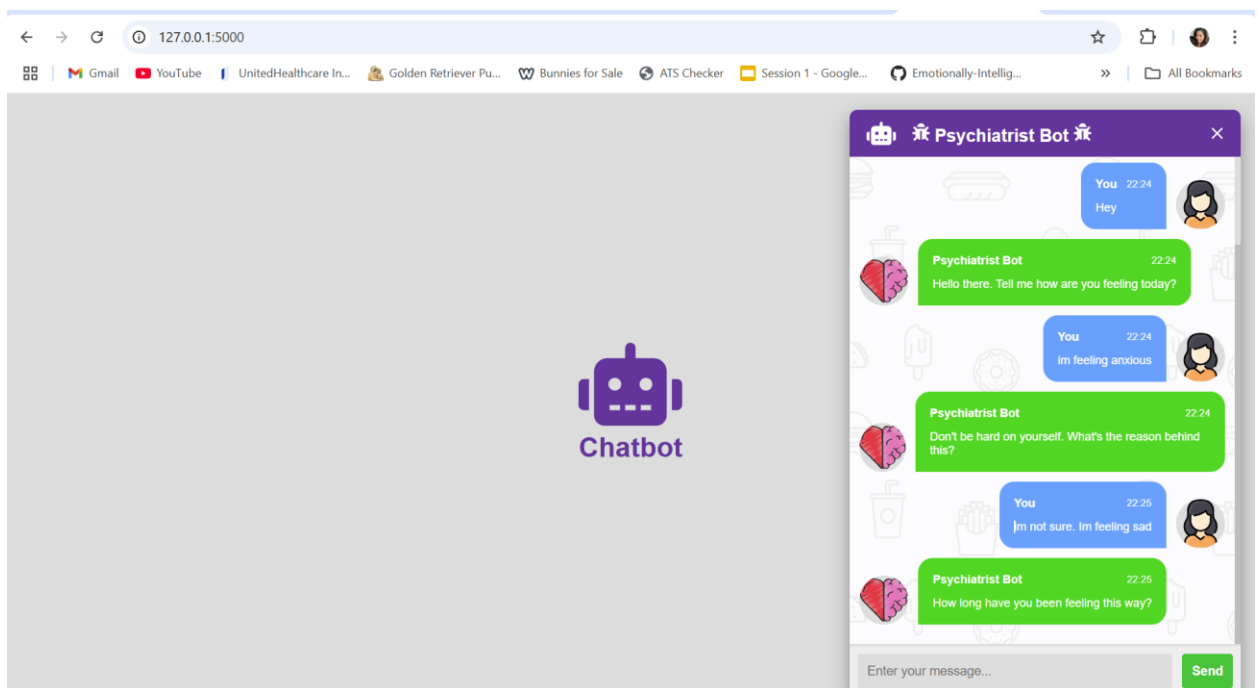 127.0.0.1:5000
Gmail YouTube UnitedHealthcare In... Golden Retriever Pu... Bunnies for Sale ATS Checker Session 1 - Google... Emotionally-Intellig... » All Bookmarks
Psychiatrist Bot
You 22:24
Hey
Psychiatrist Bot 22:24
Hello there. Tell me how are you feeling today?
You 22:24
im feeling anxious
Psychiatrist Bot 22:24
Don't be hard on yourself. What's the reason behind
this?
You 22:25
Im not sure. Im feeling sad
Psychiatrist Bot 22:25
How long have you been feeling this way?
Chatbot
Enter your message... Send